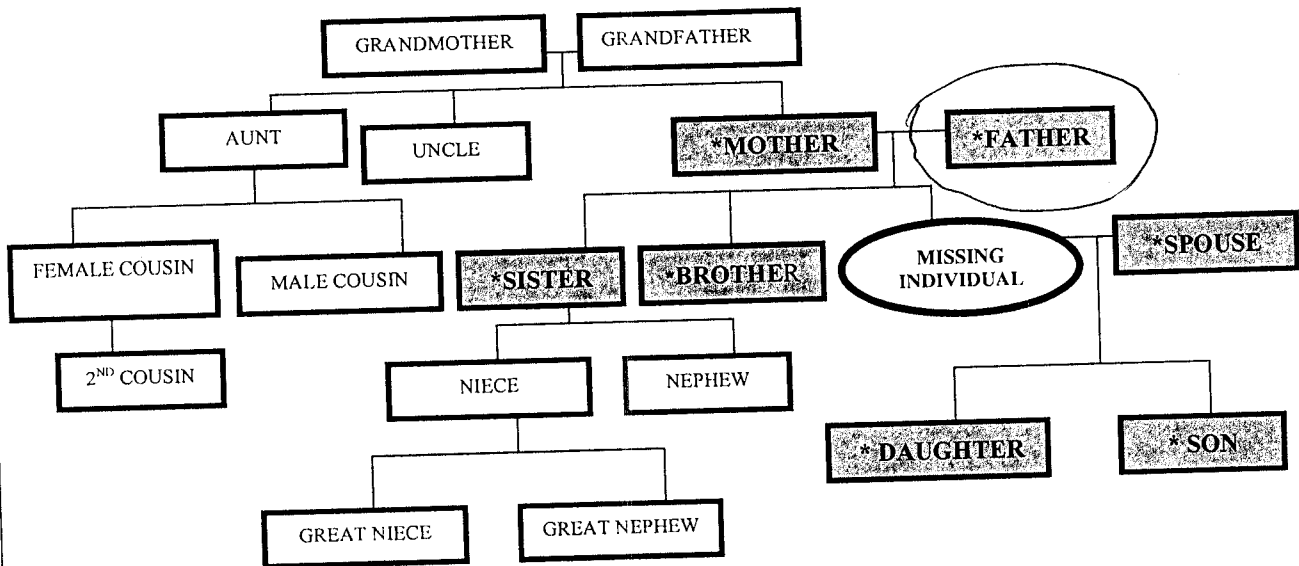 GRANDMOTHER
GRANDFATHER
AUNT
UNCLE
*MOTHER
*FATHER
FEMALE COUSIN
MALE COUSIN
*SISTER
*BROTHER
MISSING
INDIVIDUAL
*SPOUSE
2ND COUSIN
NIECE
NEPHEW
* DAUGHTER
* SON
GREAT NIECE
GREAT NEPHEW